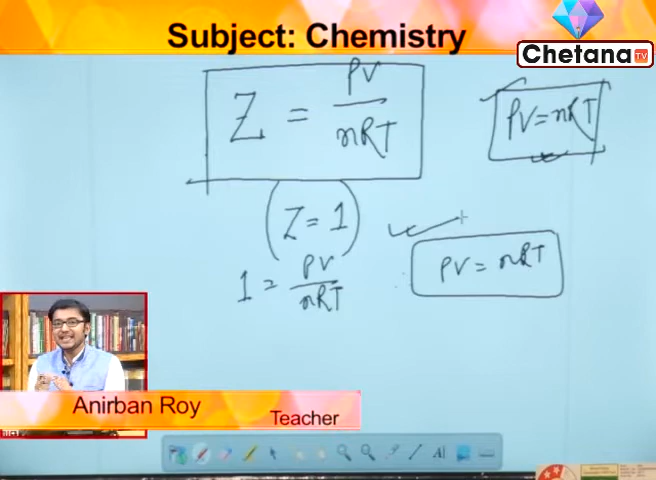 Subject: Chemistry
Chetana TV
Z = PV / nRT
PV = nRT
(Z = 1)
1 = PV / nRT
PV = nRT
Anirban Roy
Teacher